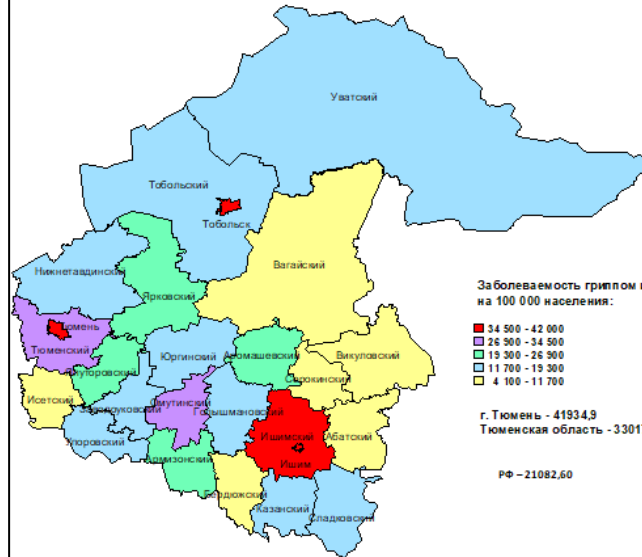 Уватский
Тобольский
Тобольск
Вагайский
Нижнетавдинский
Ярковский
Тюмень
Тюменский
Юргинский
Аромашевский
Викуловский
Сорокинский
Ялуторовский
Исетский
Заводоуковский
Омутинский
Голышмановский
Упоровский
Армизонский
Ишимский
Ишим
Абатский
Бердюжский
Казанский
Сладковский
Заболеваемость гриппом и
на 100 000 населения:
34 500 - 42 000
26 900 - 34 500
19 300 - 26 900
11 700 - 19 300
4 100 - 11 700
г. Тюмень - 41934,9
Тюменская область - 3301
РФ – 21082,60